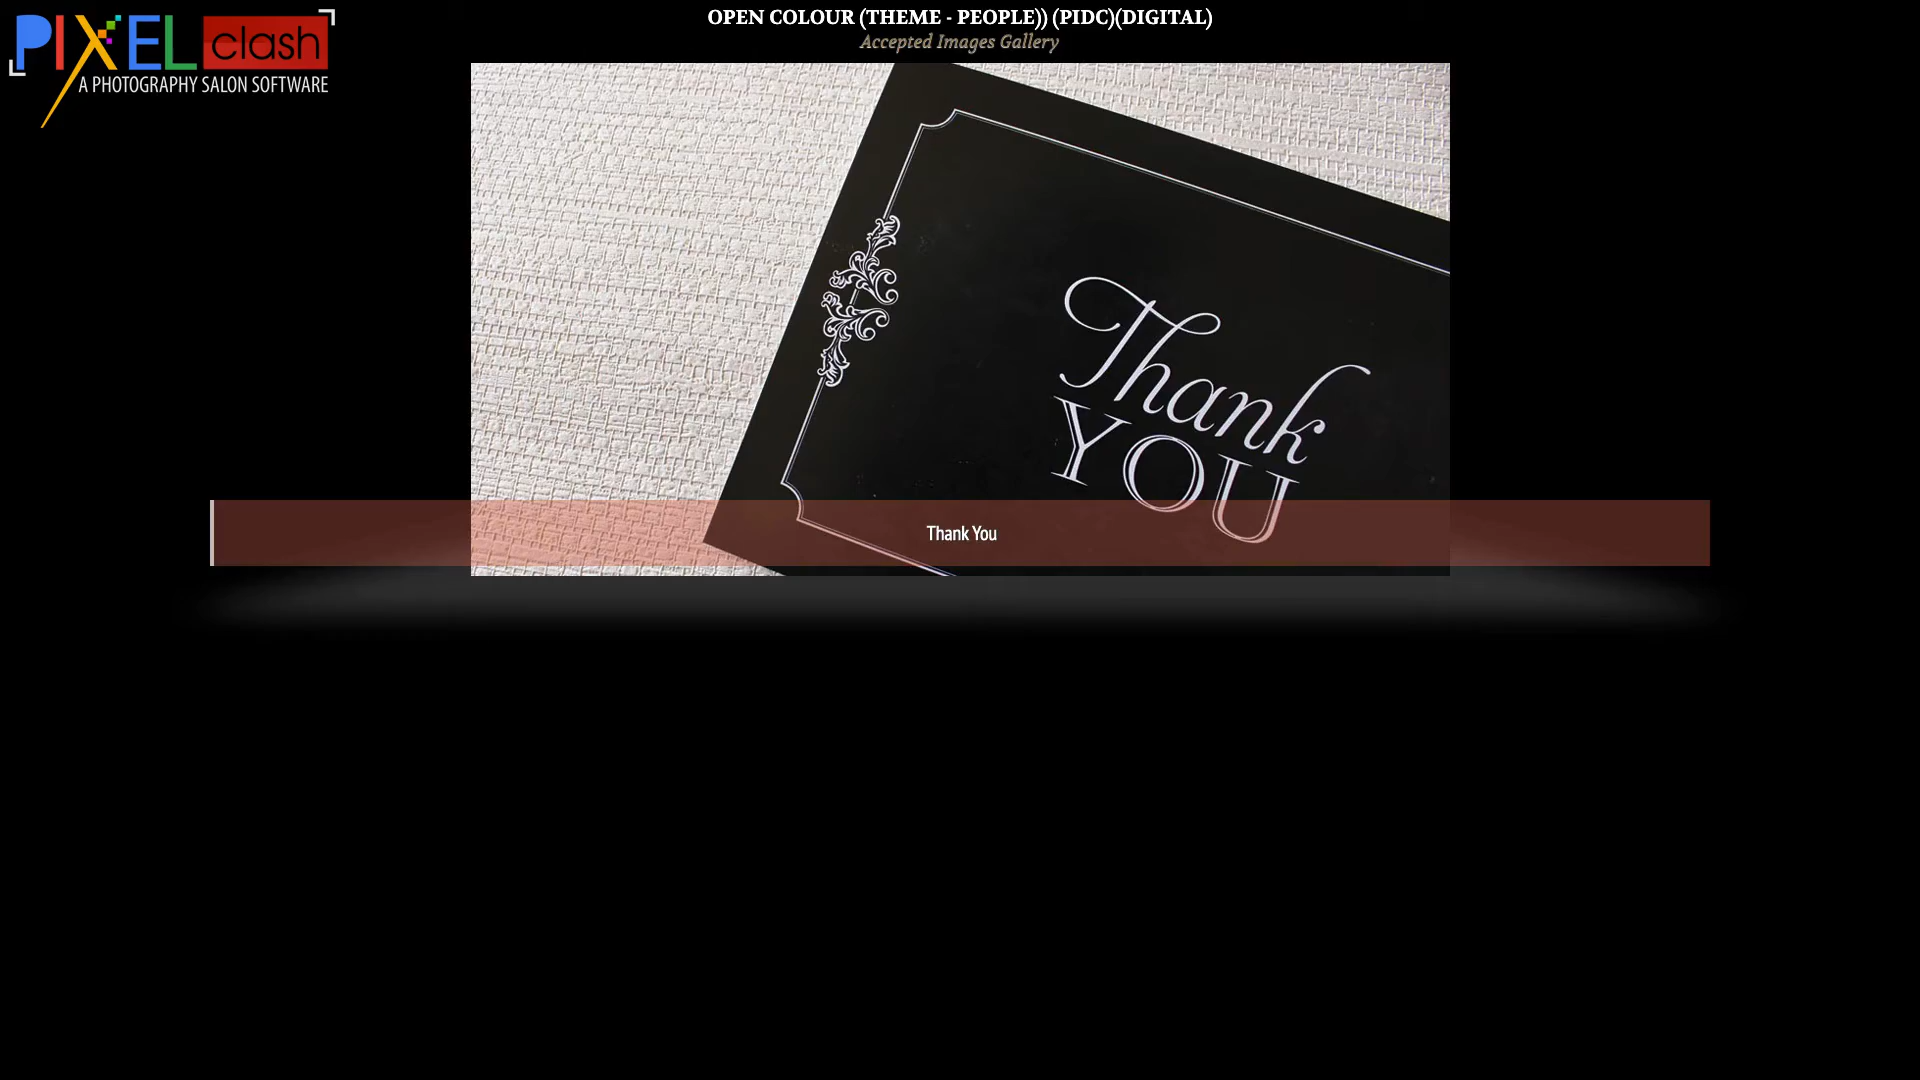 PIXEL clash
A PHOTOGRAPHY SALON SOFTWARE
OPEN COLOUR (THEME - PEOPLE)) (PIDC)(DIGITAL)
Accepted Images Gallery
Thank
YOU
Thank You